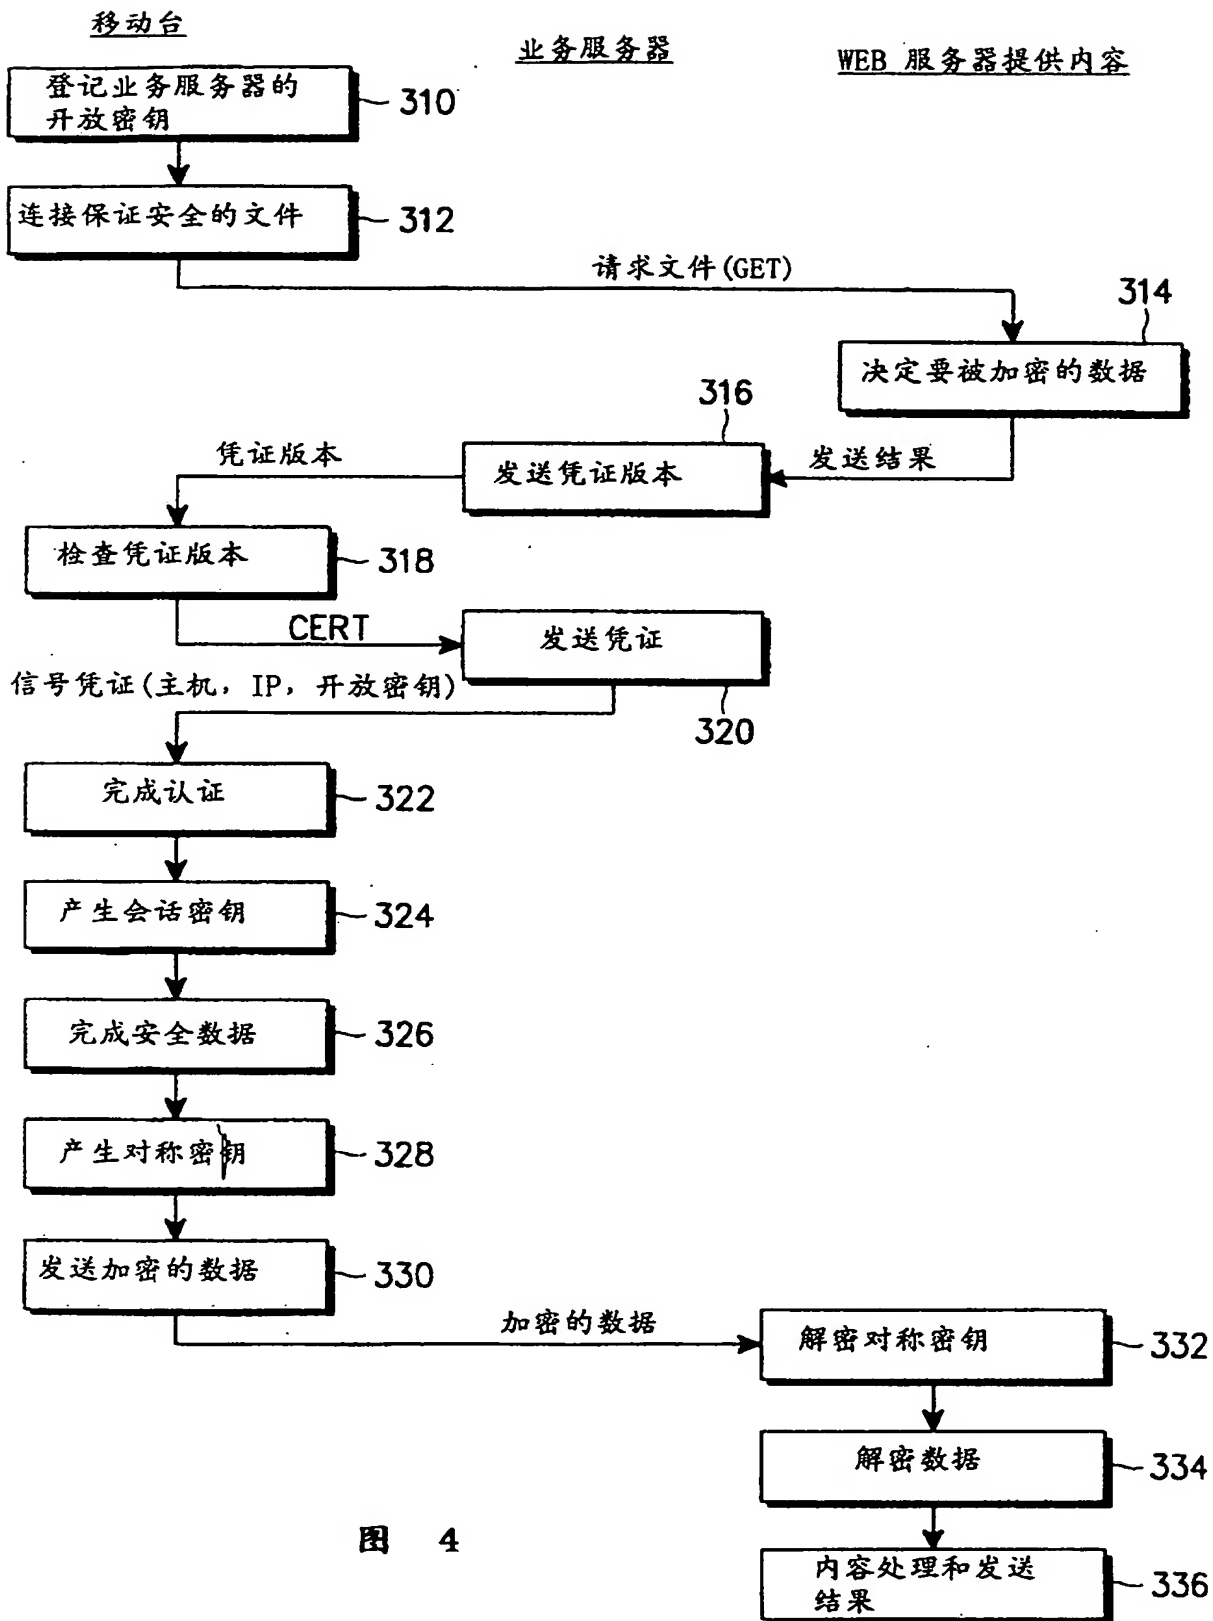 移动台
业务服务器
WEB 服务器提供内容
登记业务服务器的
开放密钥
310
连接保证安全的文件
312
请求文件(GET)
314
决定要被加密的数据
316
凭证版本
发送凭证版本
发送结果
检查凭证版本
318
CERT
发送凭证
信号凭证(主机, IP, 开放密钥)
320
完成认证
322
产生会话密钥
324
完成安全数据
326
产生对称密钥
328
发送加密的数据
330
加密的数据
解密对称密钥
332
解密数据
334
图 4
内容处理和发送
结果
336